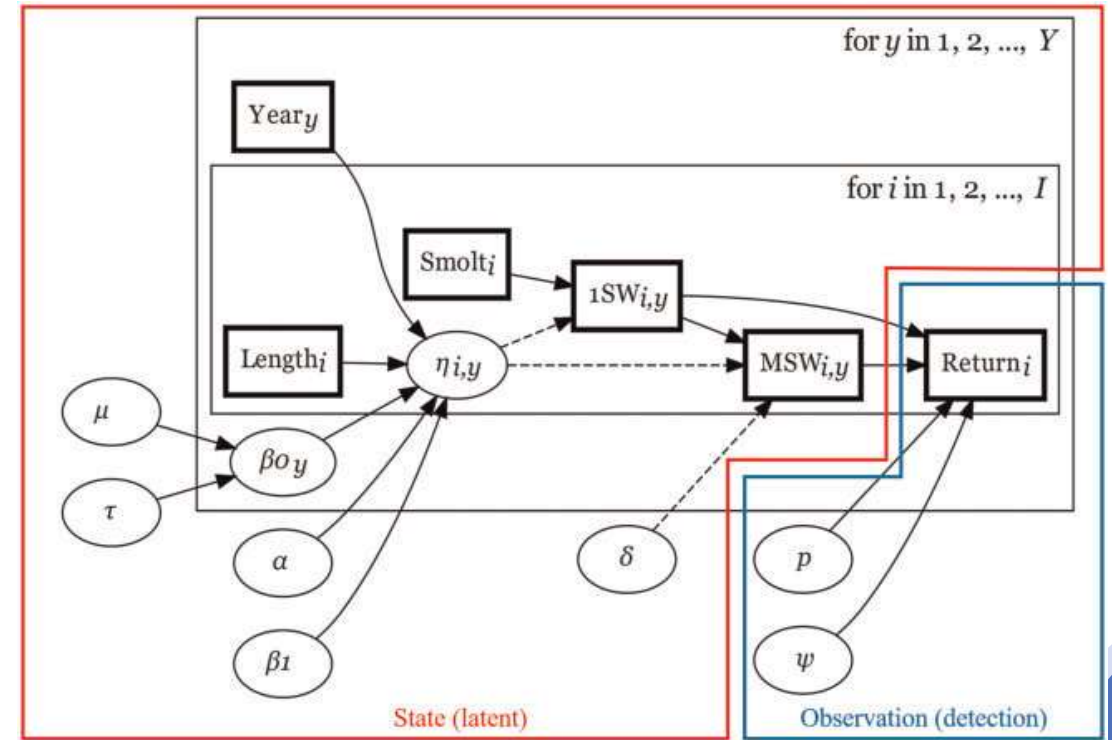 for y in 1, 2, ..., Y
Year y
for i in 1, 2, ..., I
Smolt i
1SW i,y
Length i
η i,y
MSW i,y
Return i
μ
β0 y
τ
α
δ
p
β1
ψ
State (latent)
Observation (detection)